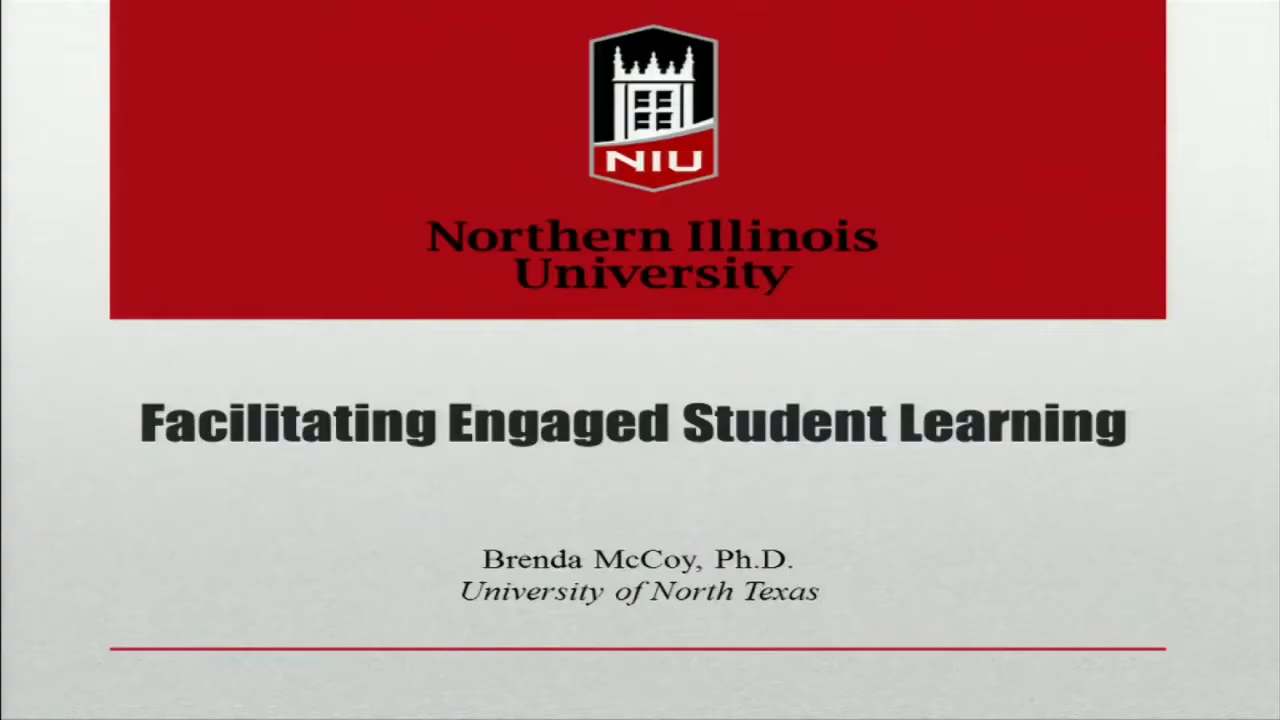 NIU
Northern Illinois
University
Facilitating Engaged Student Learning
Brenda McCoy, Ph.D.
University of North Texas